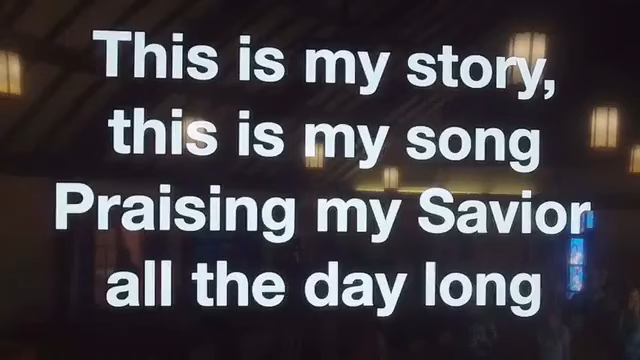 This is my story,
this is my song
Praising my Savior
all the day long